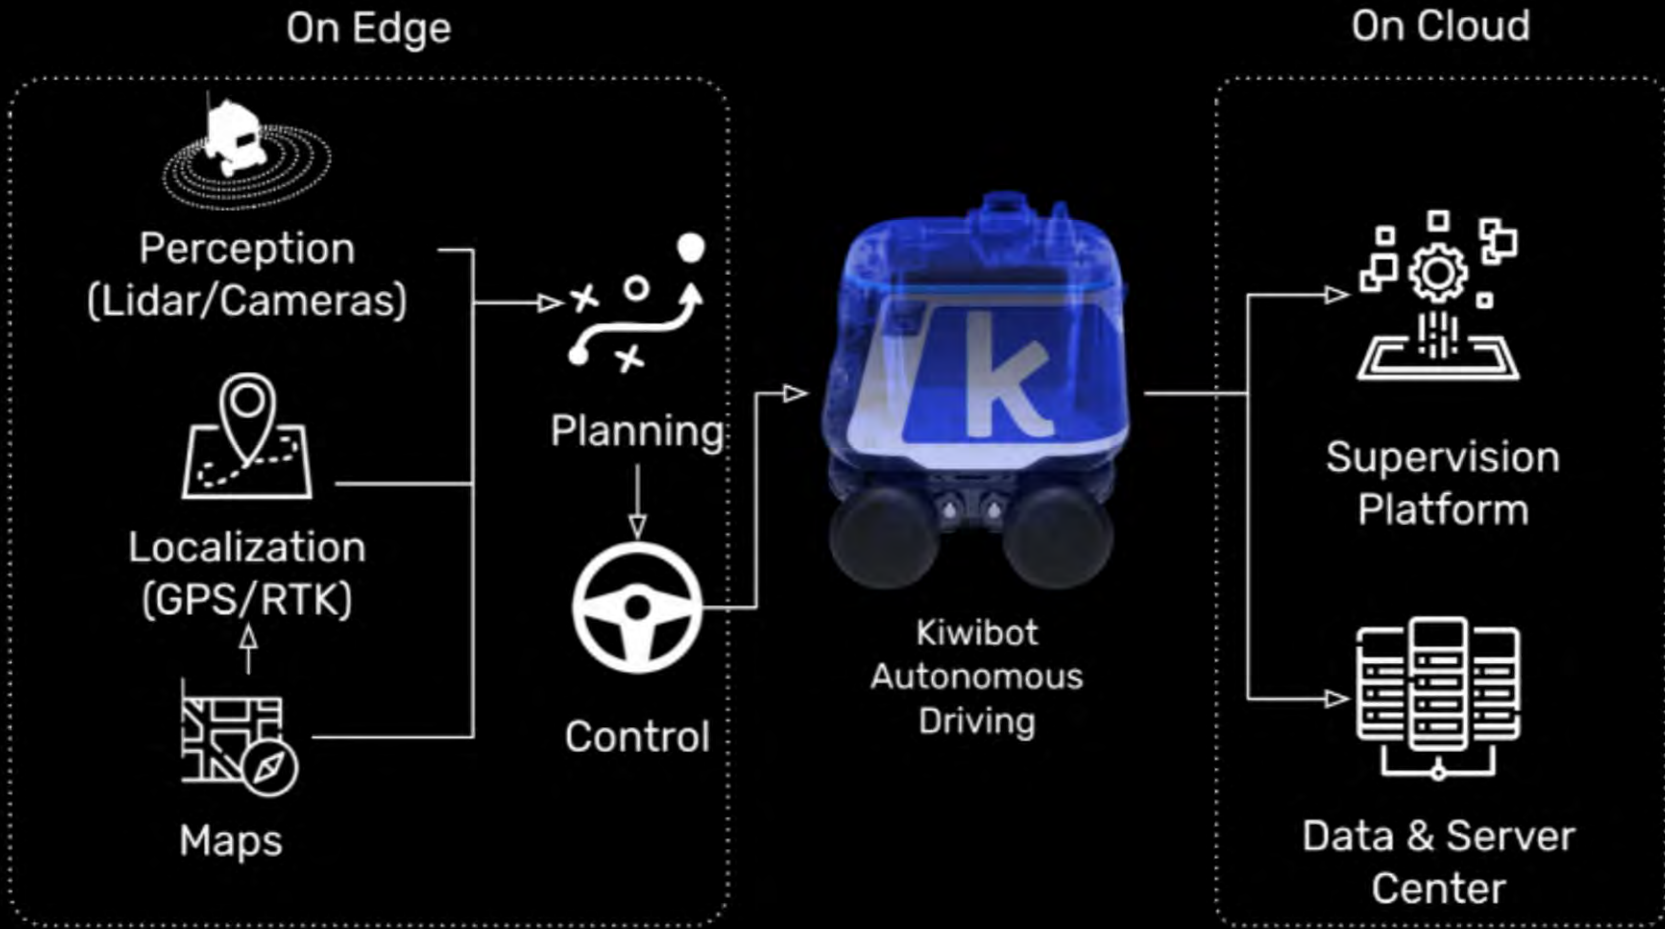 On Edge
On Cloud
Perception
(Lidar/Cameras)
Planning
Localization
(GPS/RTK)
Control
Maps
k
Kiwibot
Autonomous
Driving
Supervision
Platform
Data & Server
Center